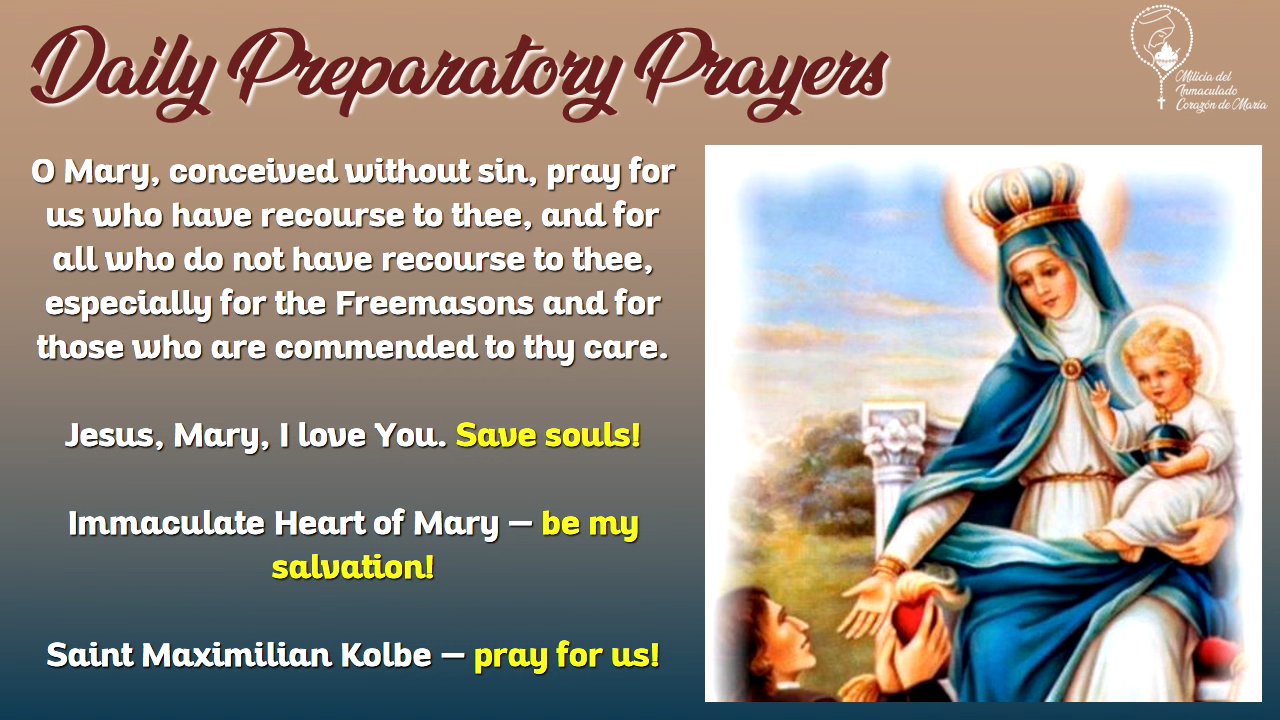 Daily Preparatory Prayers
Milicia del
Inmaculado
Corazón de María
O Mary, conceived without sin, pray for
us who have recourse to thee, and for
all who do not have recourse to thee,
especially for the Freemasons and for
those who are commended to thy care.
Jesus, Mary, I love You. Save souls!
Immaculate Heart of Mary – be my
salvation!
Saint Maximilian Kolbe – pray for us!